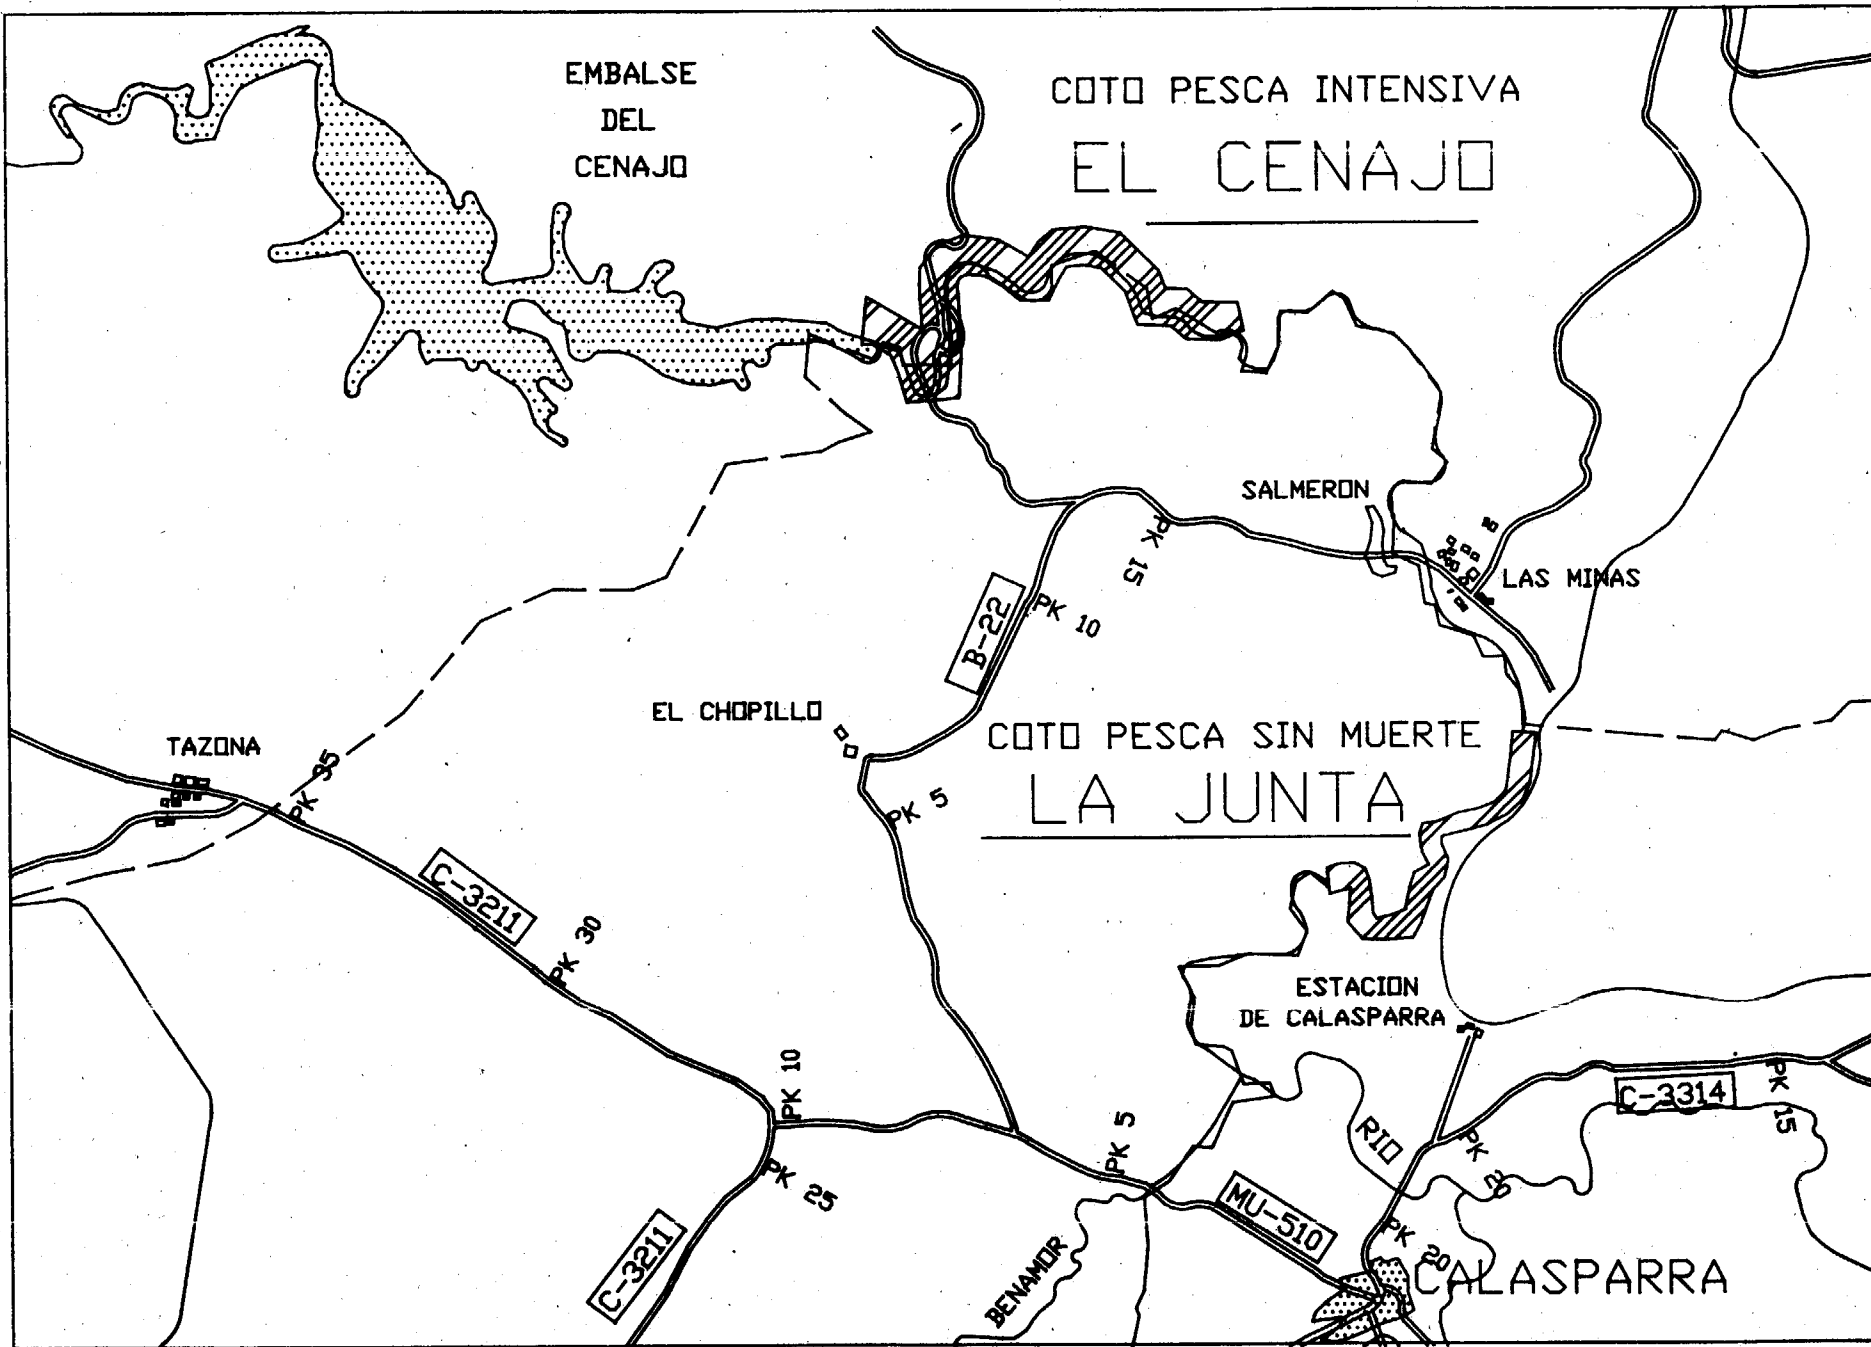 EMBALSE
DEL
CENAJO
COTO PESCA INTENSIVA
EL CENAJO
SALMERON
PK 15
LAS MINAS
B-22
PK 10
EL CHOPILLO
COTO PESCA SIN MUERTE
LA JUNTA
TAZONA
PK 35
PK 5
C-3211
PK 30
ESTACION
DE CALASPARRA
PK 10
C-3314
PK 15
PK 5
RIO
PK 20
PK 25
MU-510
PK 20
C-3211
BENAMOR
CALASPARRA